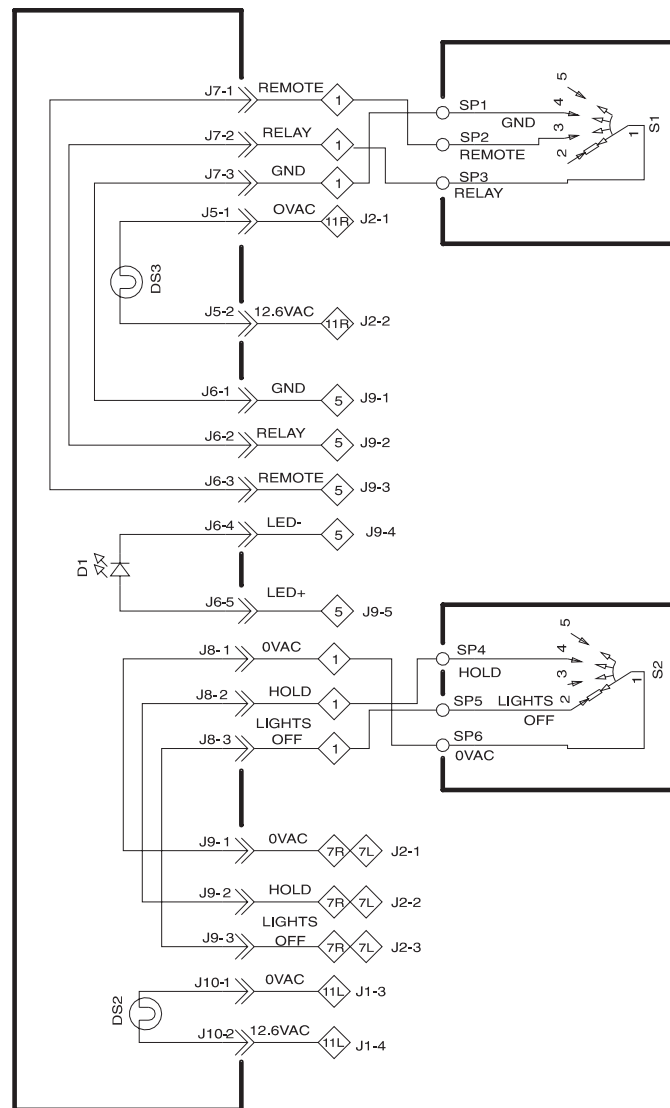 J7-1 REMOTE 1
J7-2 RELAY 1
J7-3 GND 1
J5-1 OVAC 11R J2-1
DS3
J5-2 12.6VAC 11R J2-2
J6-1 GND 5 J9-1
J6-2 RELAY 5 J9-2
J6-3 REMOTE 5 J9-3
J6-4 LED- 5 J9-4
D1
J6-5 LED+ 5 J9-5
J8-1 0VAC 1
J8-2 HOLD 1
J8-3 LIGHTS
OFF 1
J9-1 0VAC 7R 7L J2-1
J9-2 HOLD 7R 7L J2-2
J9-3 LIGHTS
OFF 7R 7L J2-3
J10-1 0VAC 11L J1-3
DS2
J10-2 12.6VAC 11L J1-4
SP1 GND
SP2
REMOTE
SP3
RELAY
5
4
3
2
1
S1
SP4
HOLD
SP5 LIGHTS
OFF
SP6
0VAC
5
4
3
2
1
S2